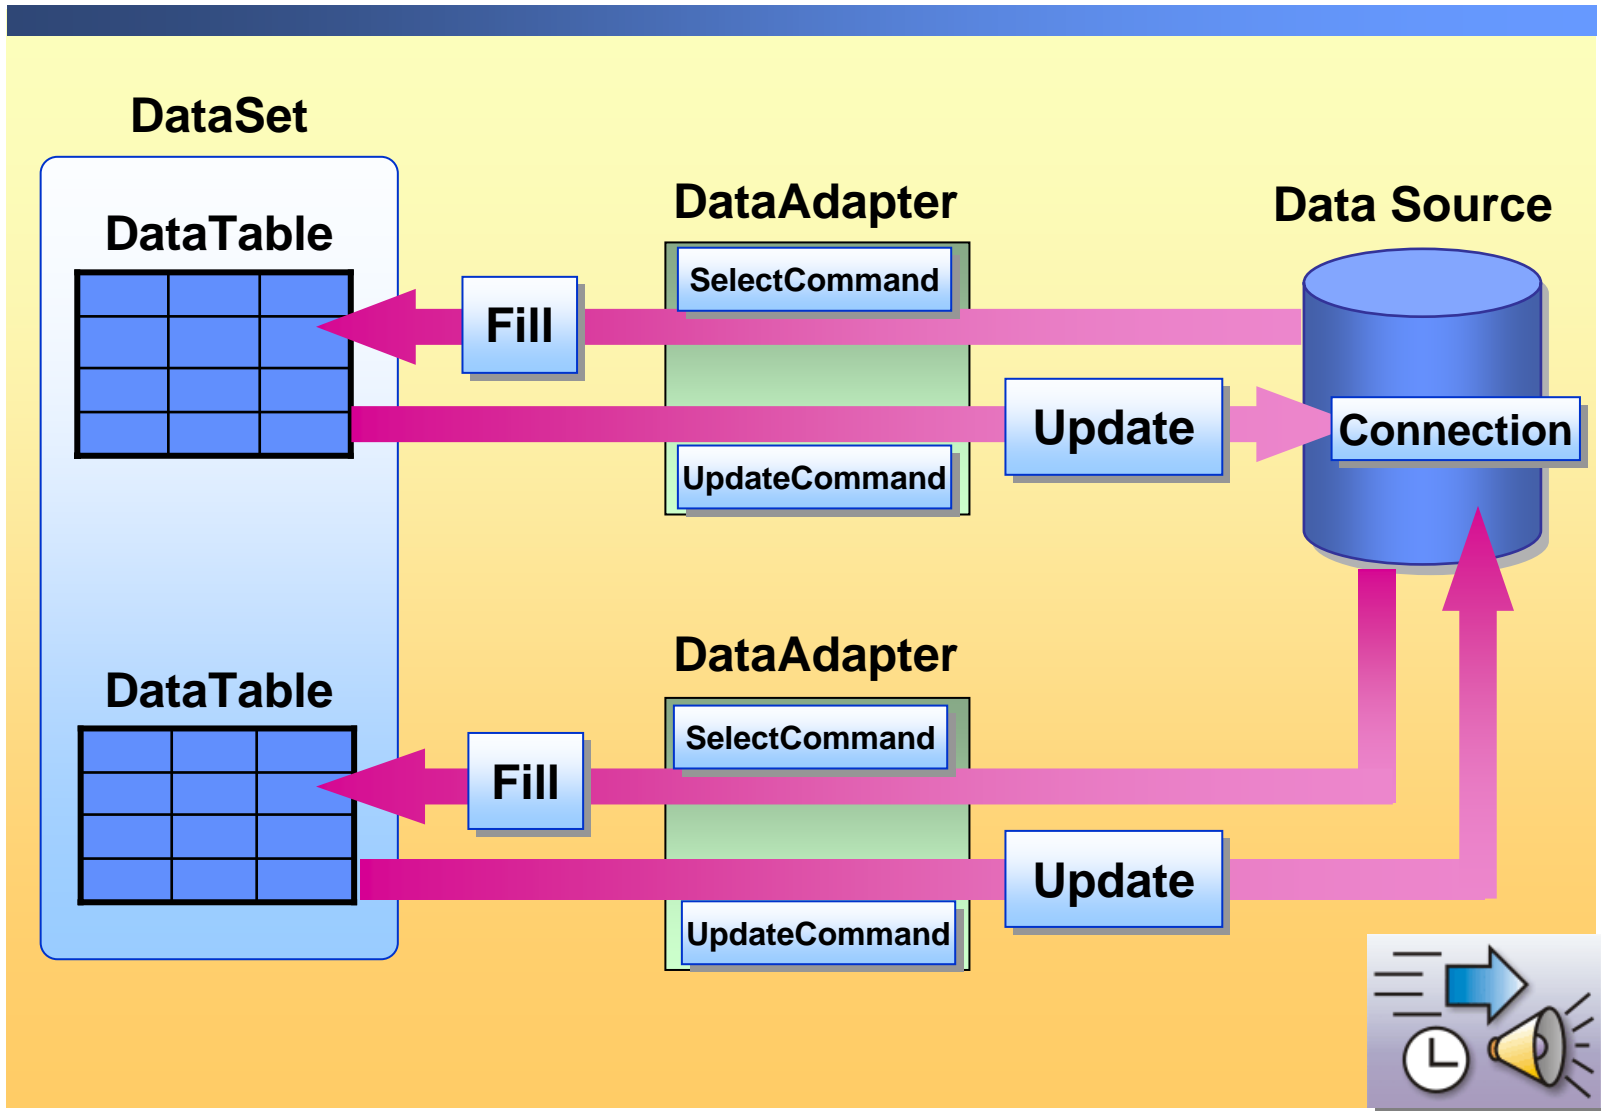 DataSet
DataTable
DataAdapter
Data Source
SelectCommand
Fill
Update
Connection
UpdateCommand
DataTable
DataAdapter
SelectCommand
Fill
Update
UpdateCommand